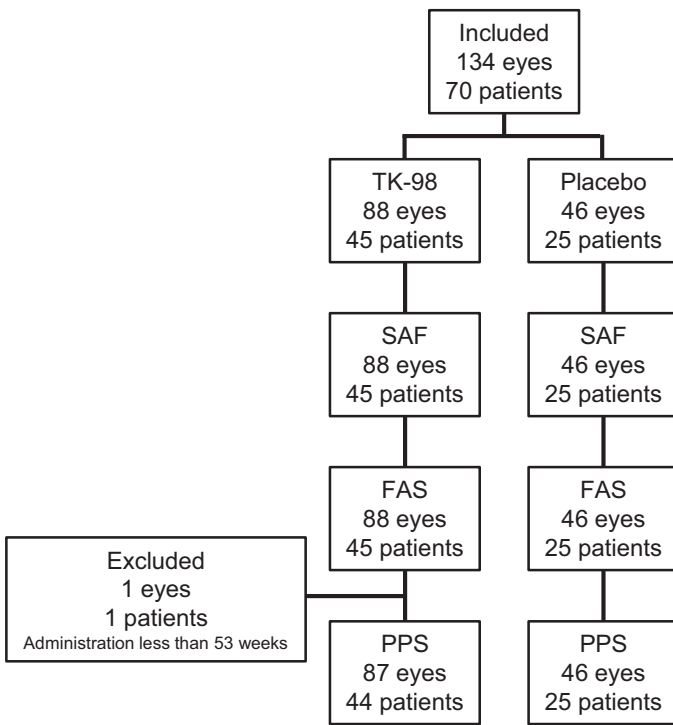 Included
134 eyes
70 patients
TK-98
88 eyes
45 patients
Placebo
46 eyes
25 patients
SAF
88 eyes
45 patients
SAF
46 eyes
25 patients
FAS
88 eyes
45 patients
FAS
46 eyes
25 patients
Excluded
1 eyes
1 patients
Administration less than 53 weeks
PPS
87 eyes
44 patients
PPS
46 eyes
25 patients